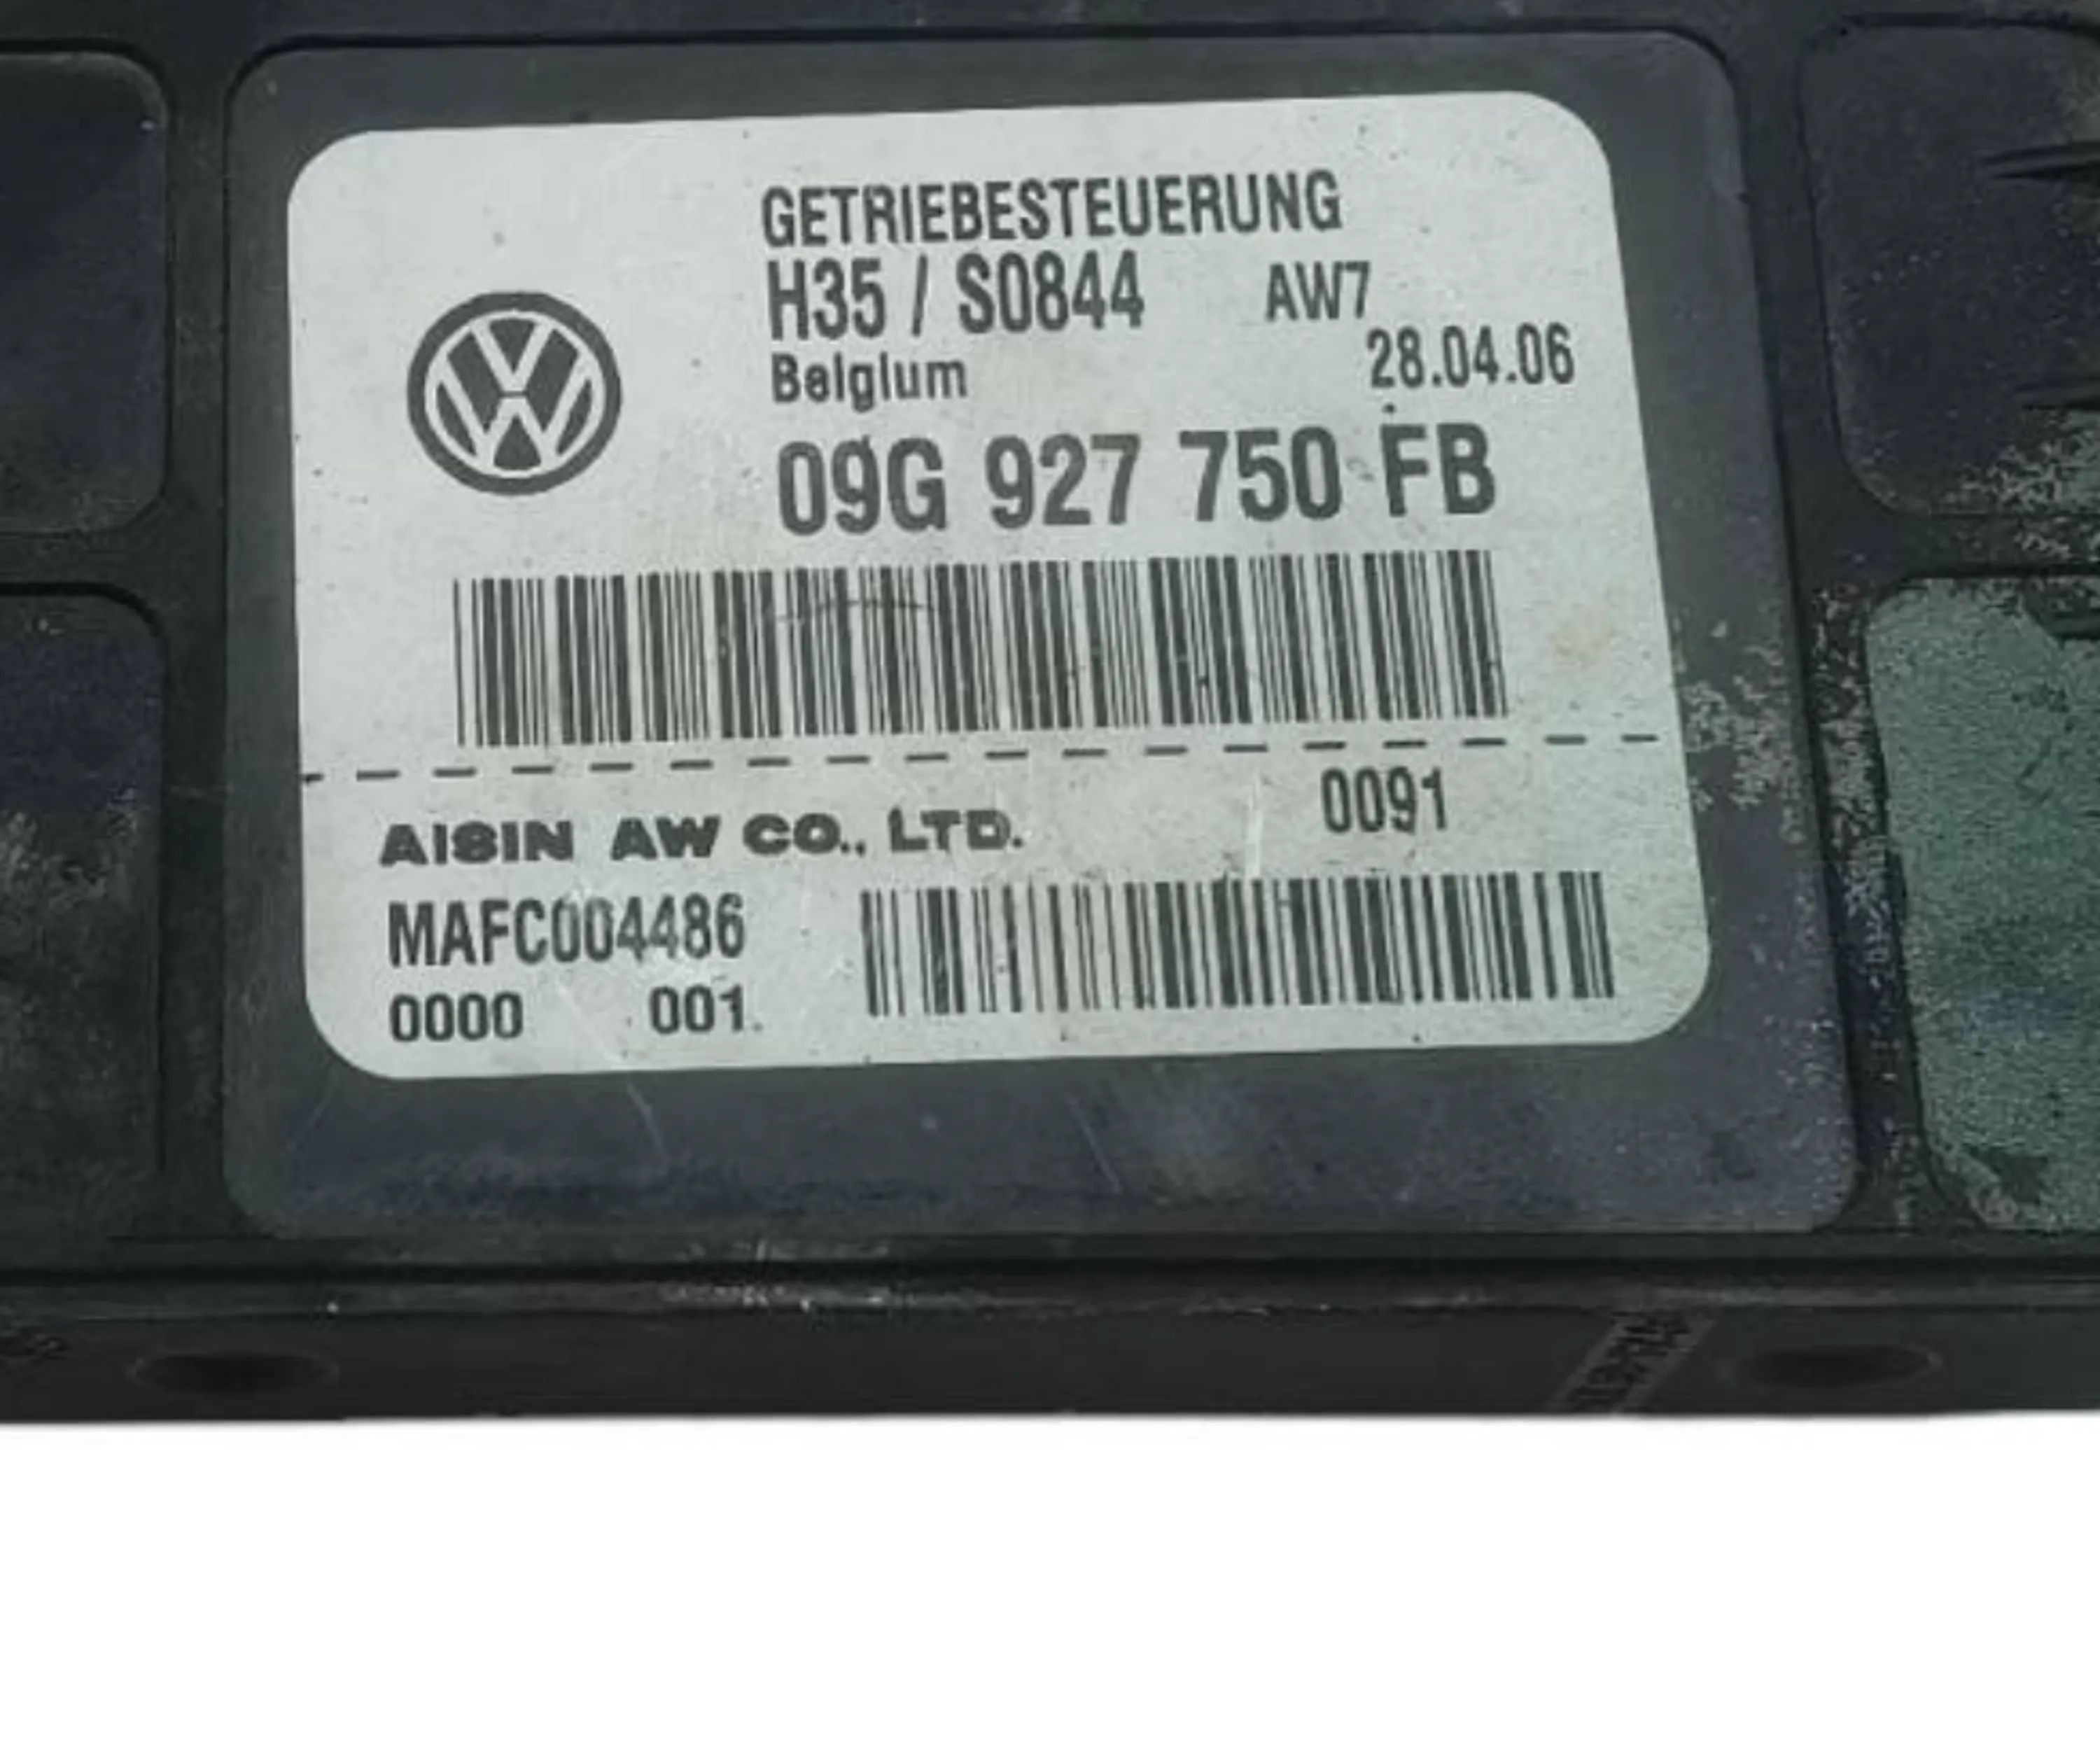 GETRIEBESTEUERUNG
H35 / S0844 AW7
Belgium 28.04.06
09G 927 750 FB
0091
AISIN AW CO., LTD.
MAFC004486
0000 001